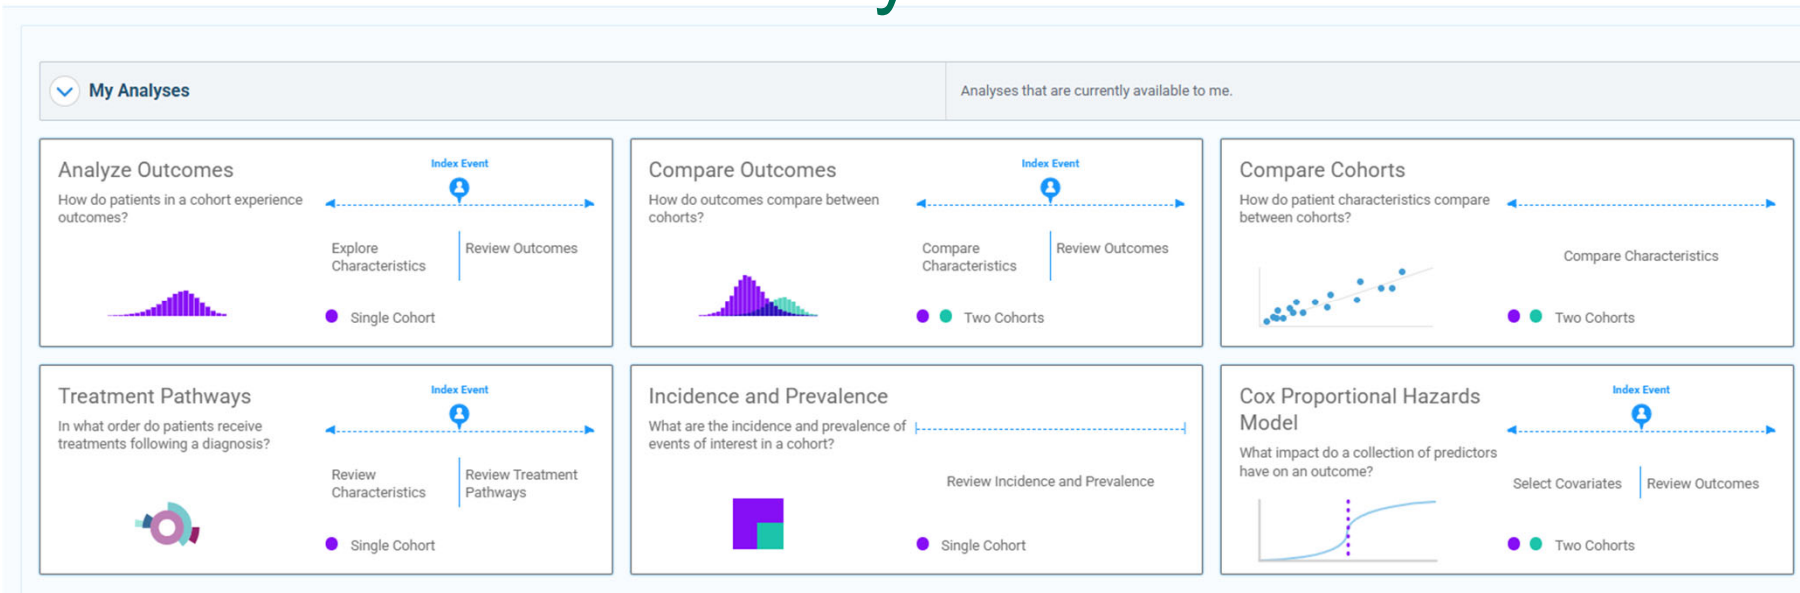 My Analyses
Analyses that are currently available to me.
Analyze Outcomes
How do patients in a cohort experience
outcomes?
Index Event
Explore
Characteristics
Review Outcomes
Single Cohort
Compare Outcomes
How do outcomes compare between
cohorts?
Index Event
Compare
Characteristics
Review Outcomes
Two Cohorts
Compare Cohorts
How do patient characteristics compare
between cohorts?
Compare Characteristics
Two Cohorts
Treatment Pathways
In what order do patients receive
treatments following a diagnosis?
Index Event
Review
Characteristics
Review Treatment
Pathways
Single Cohort
Incidence and Prevalence
What are the incidence and prevalence of
events of interest in a cohort?
Review Incidence and Prevalence
Single Cohort
Cox Proportional Hazards
Model
What impact do a collection of predictors
have on an outcome?
Index Event
Select Covariates
Review Outcomes
Two Cohorts